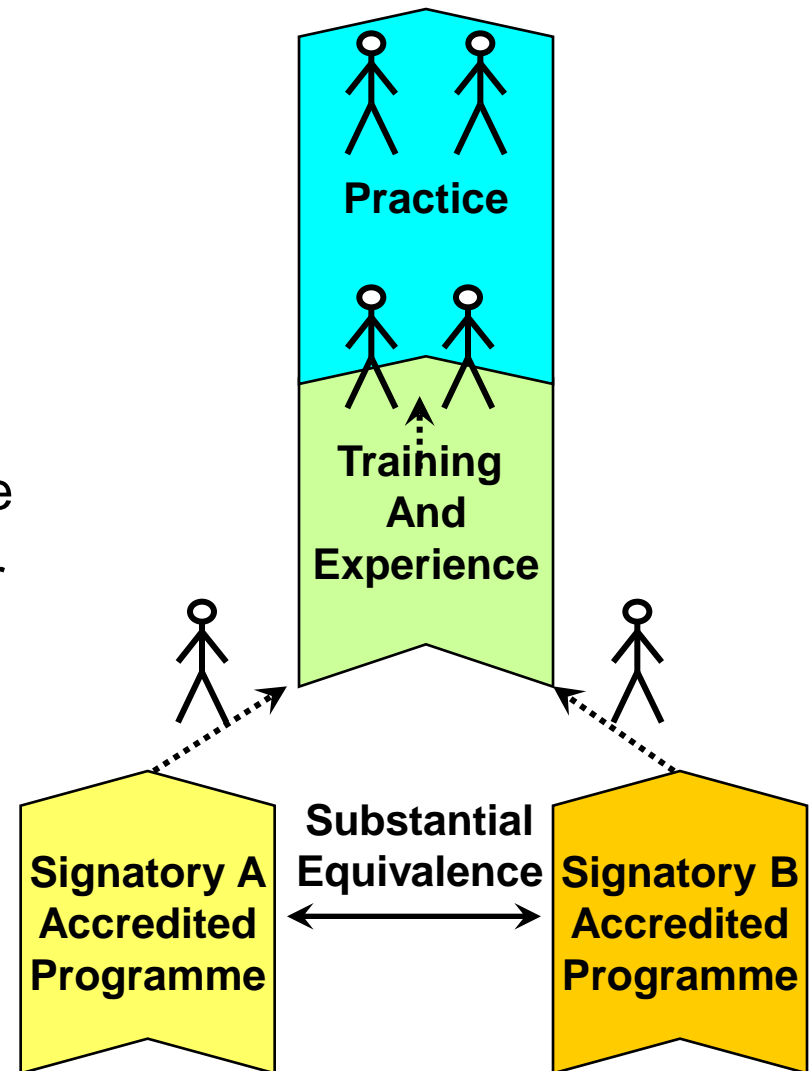 Practice
Training
And
Experience
e
Substantial
Equivalence
Signatory A
Accredited
Programme
Signatory B
Accredited
Programme